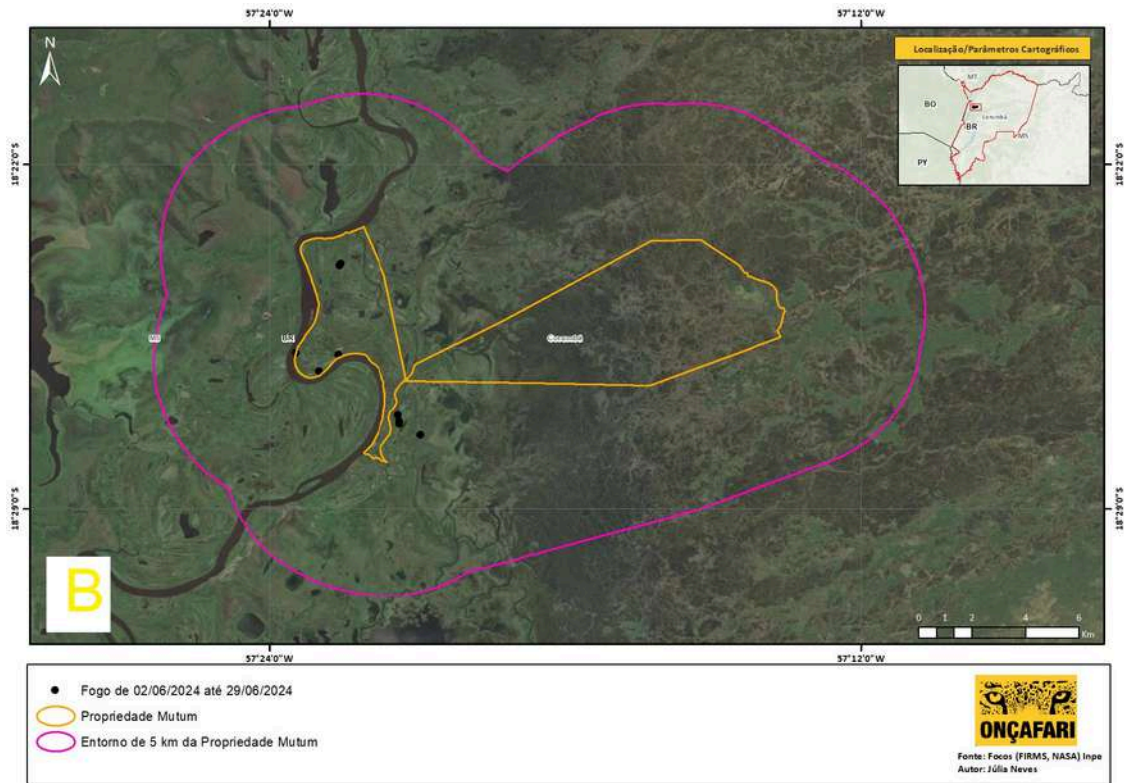 57°24'0"W
57°12'0"W
N
Localização/Parâmetros Cartográficos
MT
BO
Corumbá
BR
MS
PY
18°22'0"S
18°22'0"S
MS
BR
Corumbá
18°29'0"S
18°29'0"S
B
0 1 2 4 6
Km
57°24'0"W
57°12'0"W
Fogo de 02/06/2024 até 29/06/2024
Propriedade Mutum
Entorno de 5 km da Propriedade Mutum
ONÇAFARI
Fonte: Focos (FIRMS, NASA) Inpe
Autor: Júlia Neves